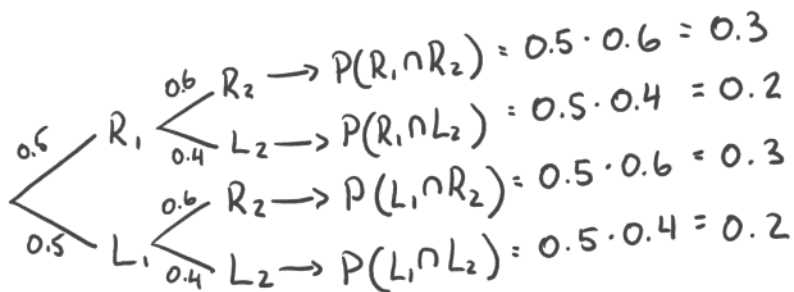 0.6 R₂ → P(R₁∩R₂) = 0.5 · 0.6 = 0.3
0.5 R₁
0.4 L₂ → P(R₁∩L₂) = 0.5 · 0.4 = 0.2
0.6 R₂ → P(L₁∩R₂) = 0.5 · 0.6 = 0.3
0.5 L₁
0.4 L₂ → P(L₁∩L₂) = 0.5 · 0.4 = 0.2